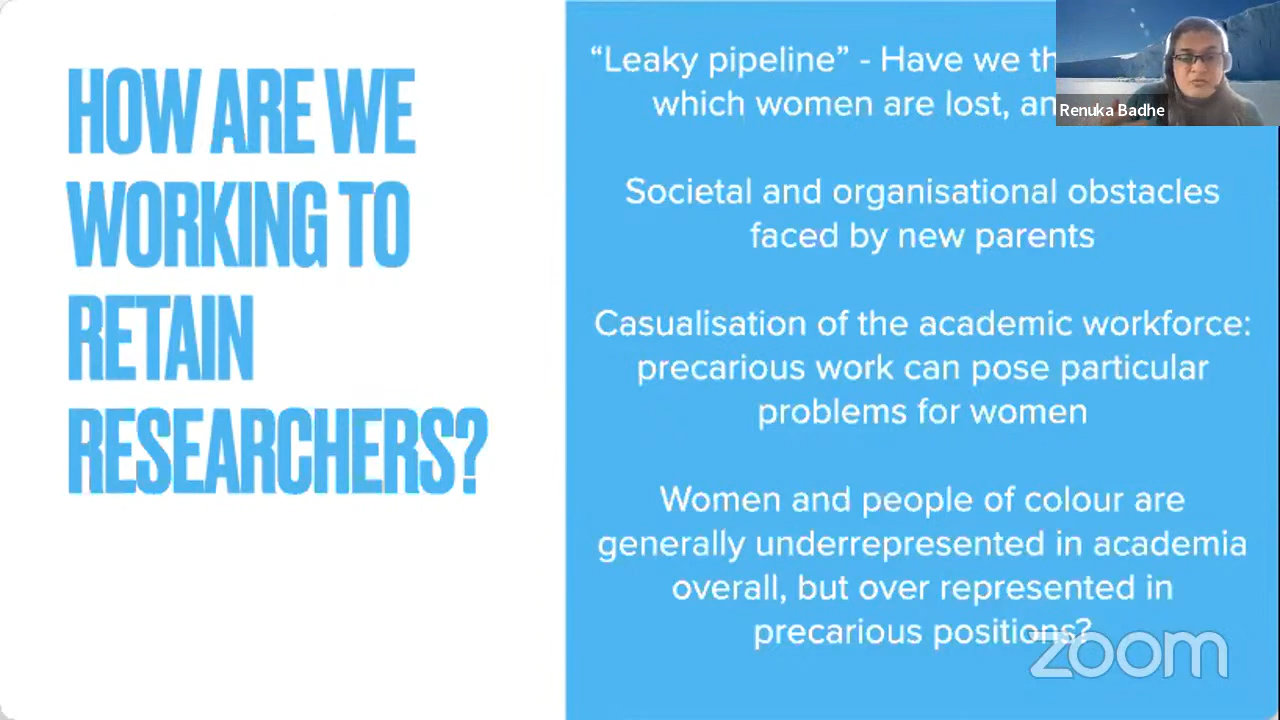 HOW ARE WE
WORKING TO
RETAIN
RESEARCHERS?
“Leaky pipeline” - Have we
which women are lost,
Societal and organisational obstacles
faced by new parents
Casualisation of the academic workforce:
precarious work can pose particular
problems for women
Women and people of colour are
generally underrepresented in academia
overall, but over represented in
precarious positions?
Renuka Badhe
zoom